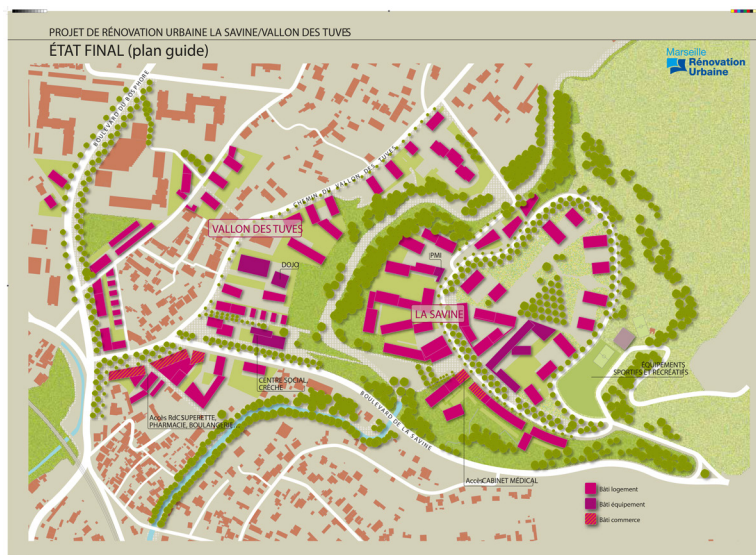 PROJET DE RÉNOVATION URBAINE LA SAVINE/VALLON DES TUVES
ÉTAT FINAL (plan guide)
Marseille
Rénovation
Urbaine
BOULEVARD DU BOSPHORE
CHEMIN DU VALLON DES TUVES
VALLON DES TUVES
DOJO
PMI
LA SAVINE
ÉQUIPEMENTS
SPORTIFS ET RÉCRÉATIFS
CENTRE SOCIAL,
CRÈCHE
BOULEVARD DE LA SAVINE
Accès RdC SUPERETTE,
PHARMACIE, BOULANGERIE ...
Accès CABINET MÉDICAL
Bâti logement
Bâti équipement
Bâti commerce